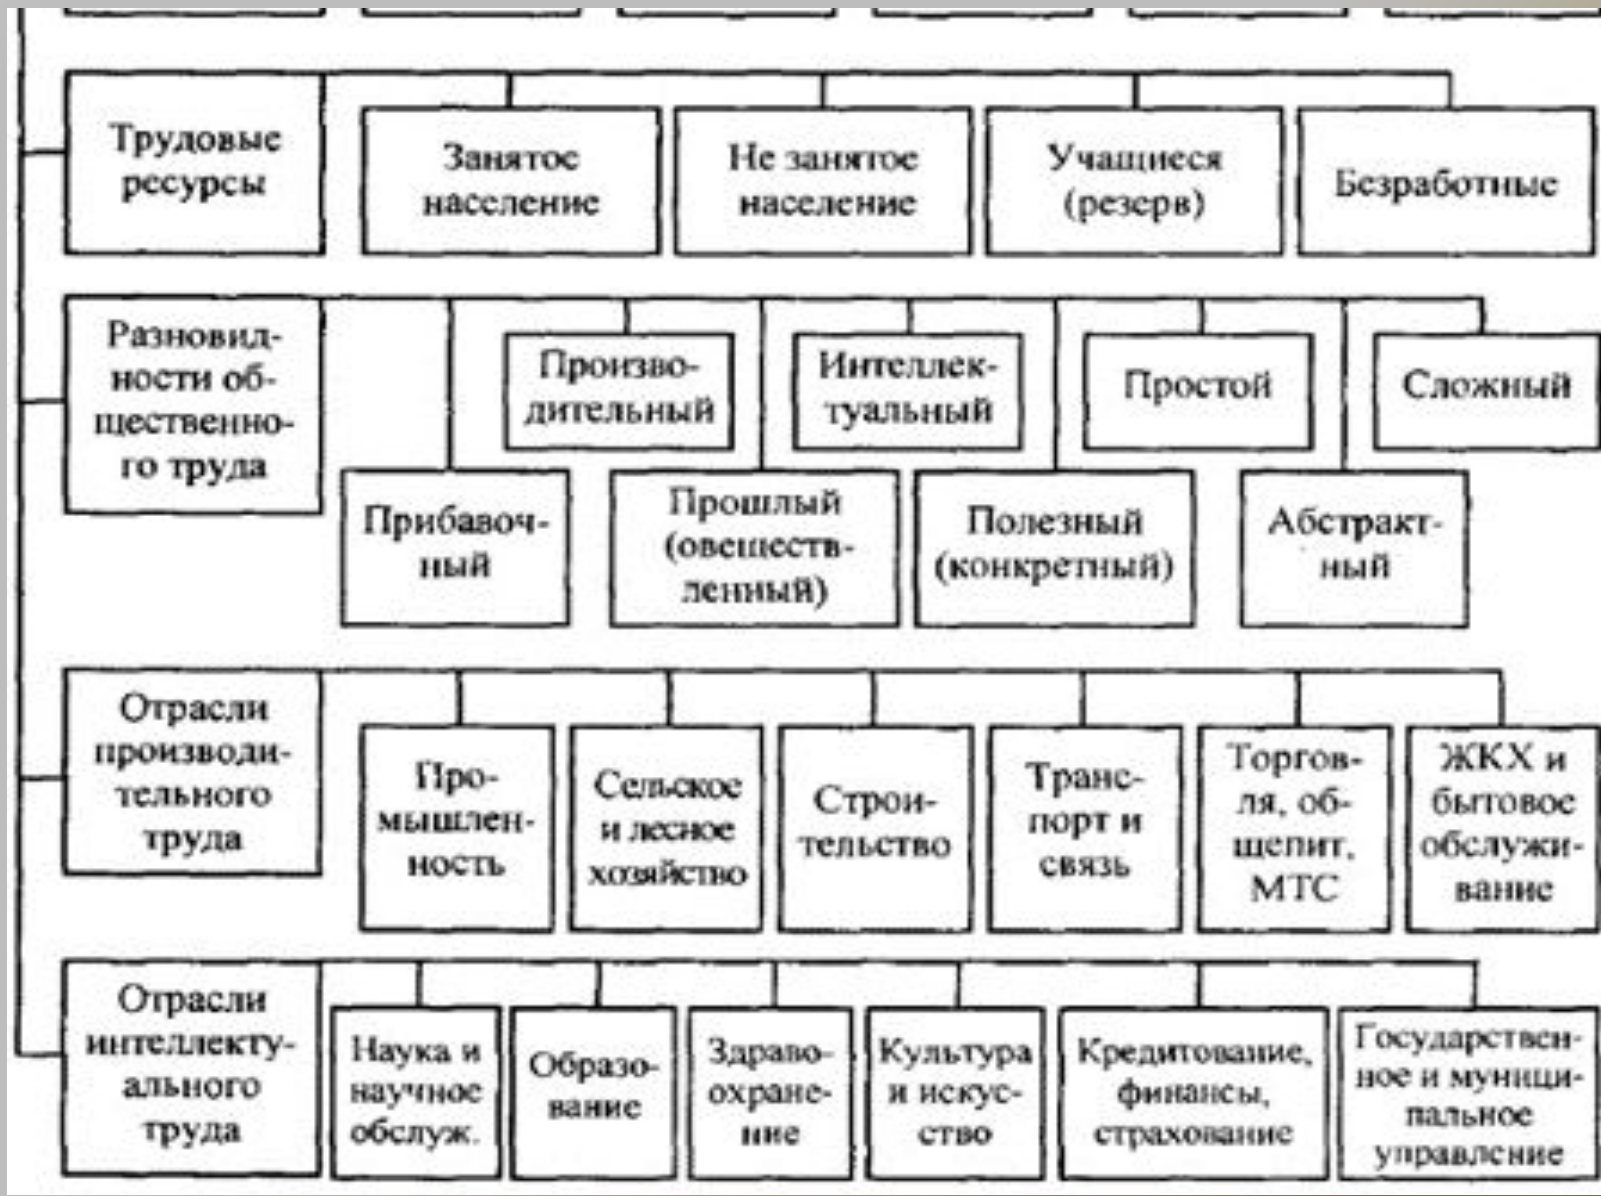 Трудовые
ресурсы
Занятое
население
Не занятое
население
Учащиеся
(резерв)
Безработные
Разновид-
ности об-
щественно-
го труда
Произво-
дительный
Интеллек-
туальный
Простой
Сложный
Прибавоч-
ный
Прошлый
(овеществ-
ленный)
Полезный
(конкретный)
Абстракт-
ный
Отрасли
производи-
тельного
труда
Про-
мышлен-
ность
Сельское
и лесное
хозяйство
Строи-
тельство
Транс-
порт и
связь
Торгов-
ля, об-
щепит,
МТС
ЖКХ и
бытовое
обслужи-
вание
Отрасли
интеллекту-
ального
труда
Наука и
научное
обслуж.
Образо-
вание
Здраво-
охране-
ние
Культура
и искус-
ство
Кредитование,
финансы,
страхование
Государствен-
ное и муници-
пальное
управление